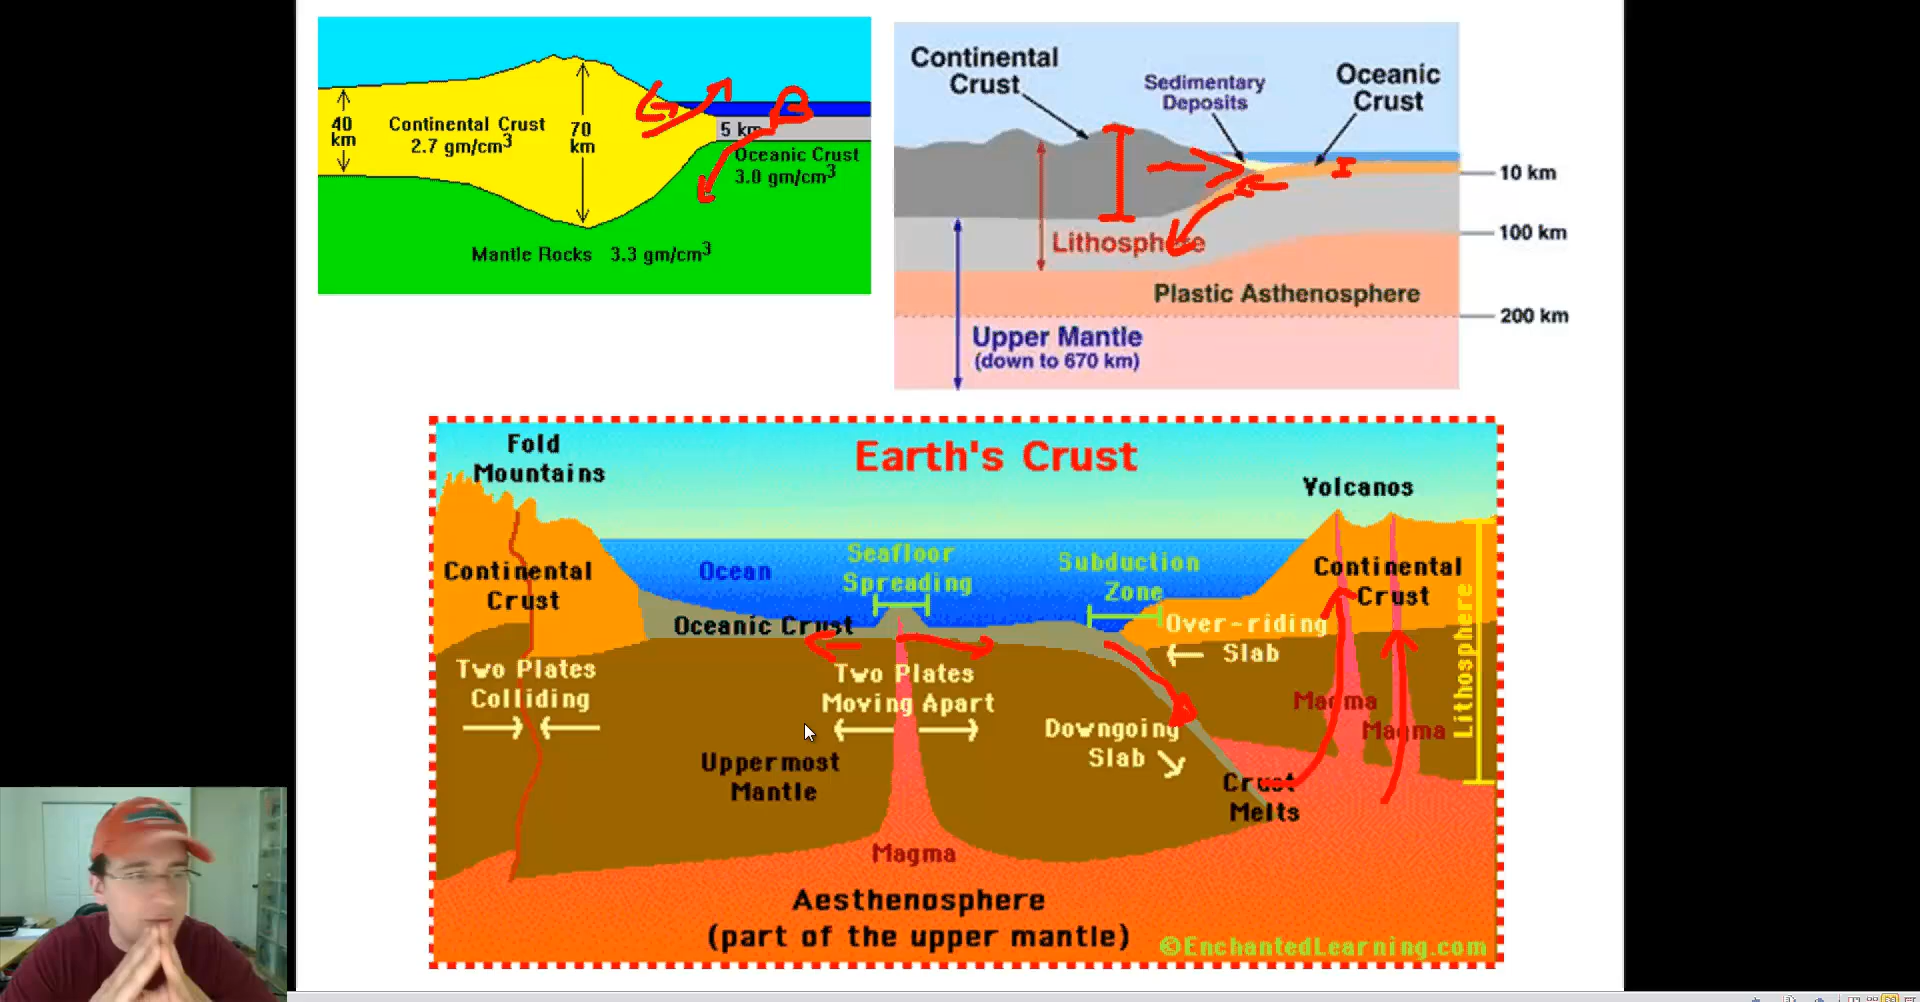 40
km
Continental Crust
2.7 gm/cm3
70
km
5 km
Oceanic Crust
3.0 gm/cm3
Mantle Rocks 3.3 gm/cm3
Continental
Crust
Sedimentary
Deposits
Oceanic
Crust
10 km
100 km
200 km
Lithosphere
Plastic Asthenosphere
Upper Mantle
(down to 670 km)
Earth's Crust
Fold
Mountains
Volcanos
Continental
Crust
Ocean
Seafloor
Spreading
Subduction
Zone
Continental
Crust
Oceanic Crust
Over-riding
Slab
Two Plates
Colliding
Two Plates
Moving Apart
Downgoing
Slab
Magma
Magma
Lithosphere
Uppermost
Mantle
Crust
Melts
Magma
Aesthenosphere
(part of the upper mantle)
©EnchantedLearning.com